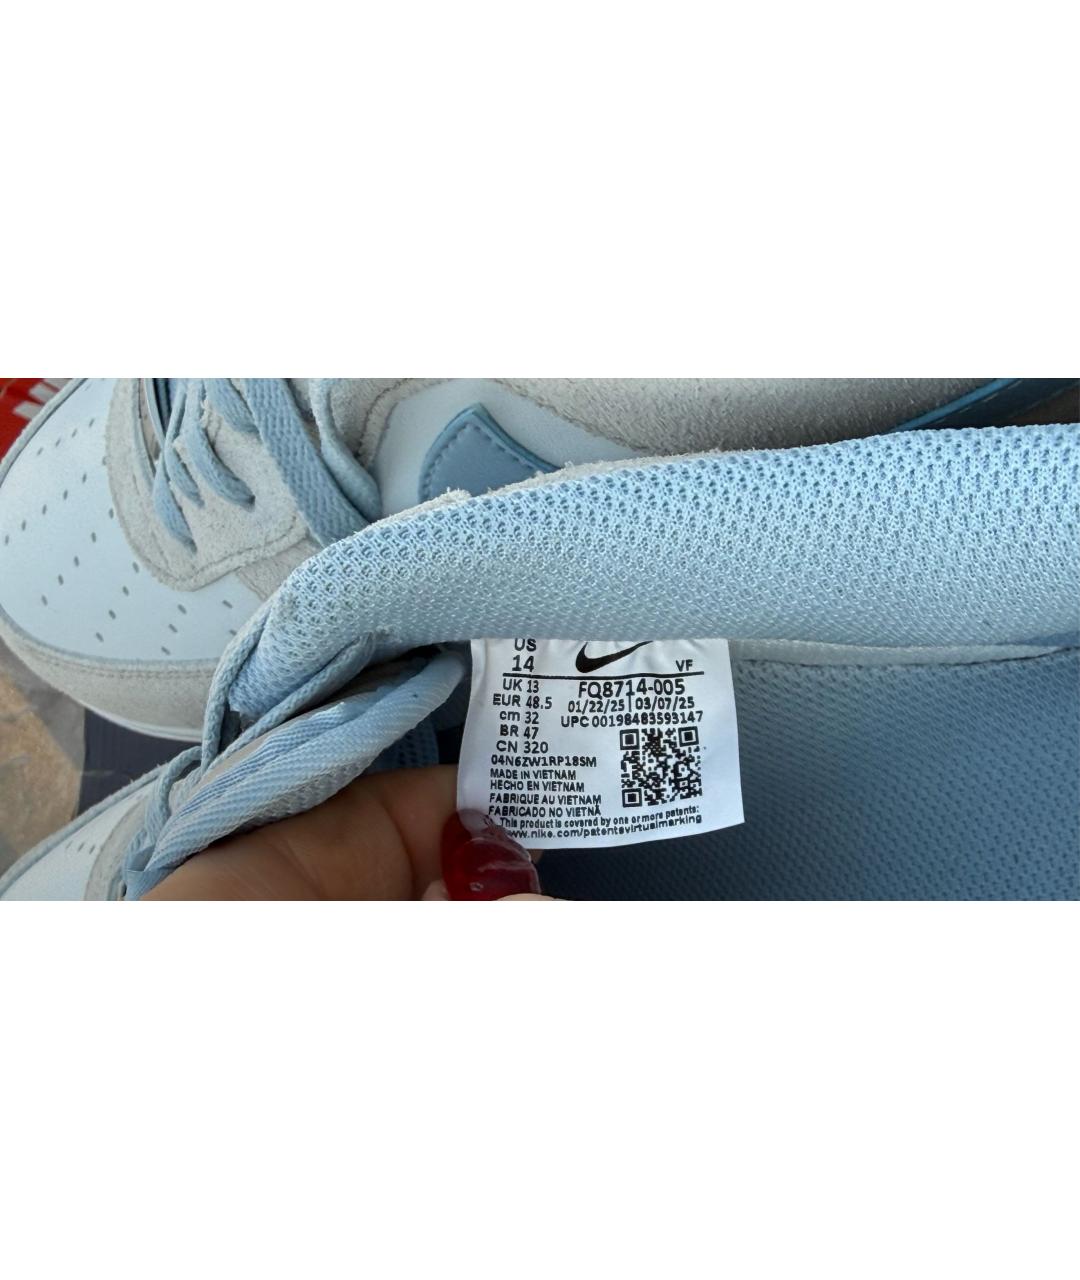 US
14
VF
UK 13
EUR 48.5
cm 32
BR 47
CN 320
FQ8714-005
01/22/25 | 03/07/25
UPC 00198483593147
04N6ZW1RP18SM
MADE IN VIETNAM
HECHO EN VIETNAM
FABRIQUE AU VIETNAM
FABRICADO NO VIETNÃ
This product is covered by one or more patents:
www.nike.com/patentsvirtualmarking